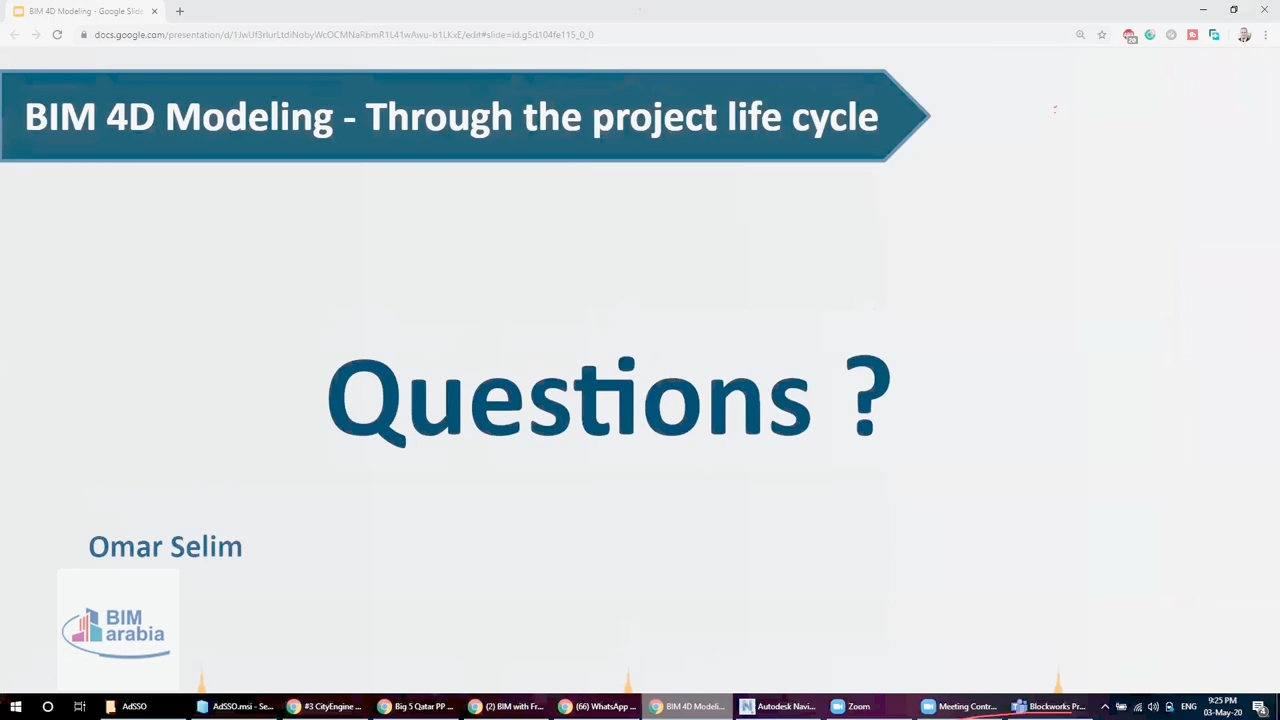 BIM 4D Modeling - Google Slides
docs.google.com/presentation/d/1JwUf3rIurLtdiNobyWcOCMNaRbmR1L41wAwu-b1LKxE/edit#slide=id.g5d104fe115_0_0
BIM 4D Modeling - Through the project life cycle
Questions ?
Omar Selim
BIM
arabia
AdSSO
AdSSO.msi - Se...
#3 CityEngine ...
Big 5 Qatar PP ...
(2) BIM with Fr...
(66) WhatsApp ...
BIM 4D Modeli...
Autodesk Navi...
Zoom
Meeting Contr...
Blockworks Pr...
ENG
9:25 PM
03-May-20